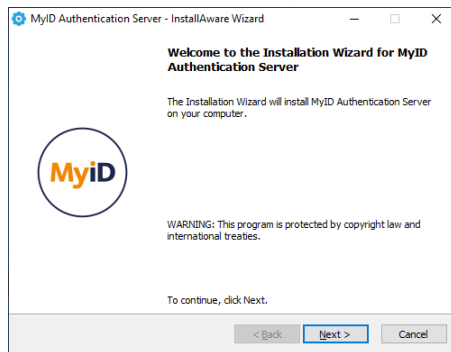 MyID Authentication Server - InstallAware Wizard
Welcome to the Installation Wizard for MyID
Authentication Server
The Installation Wizard will install MyID Authentication Server
on your computer.
MyiD
WARNING: This program is protected by copyright law and
international treaties.
To continue, click Next.
< Back
Next >
Cancel